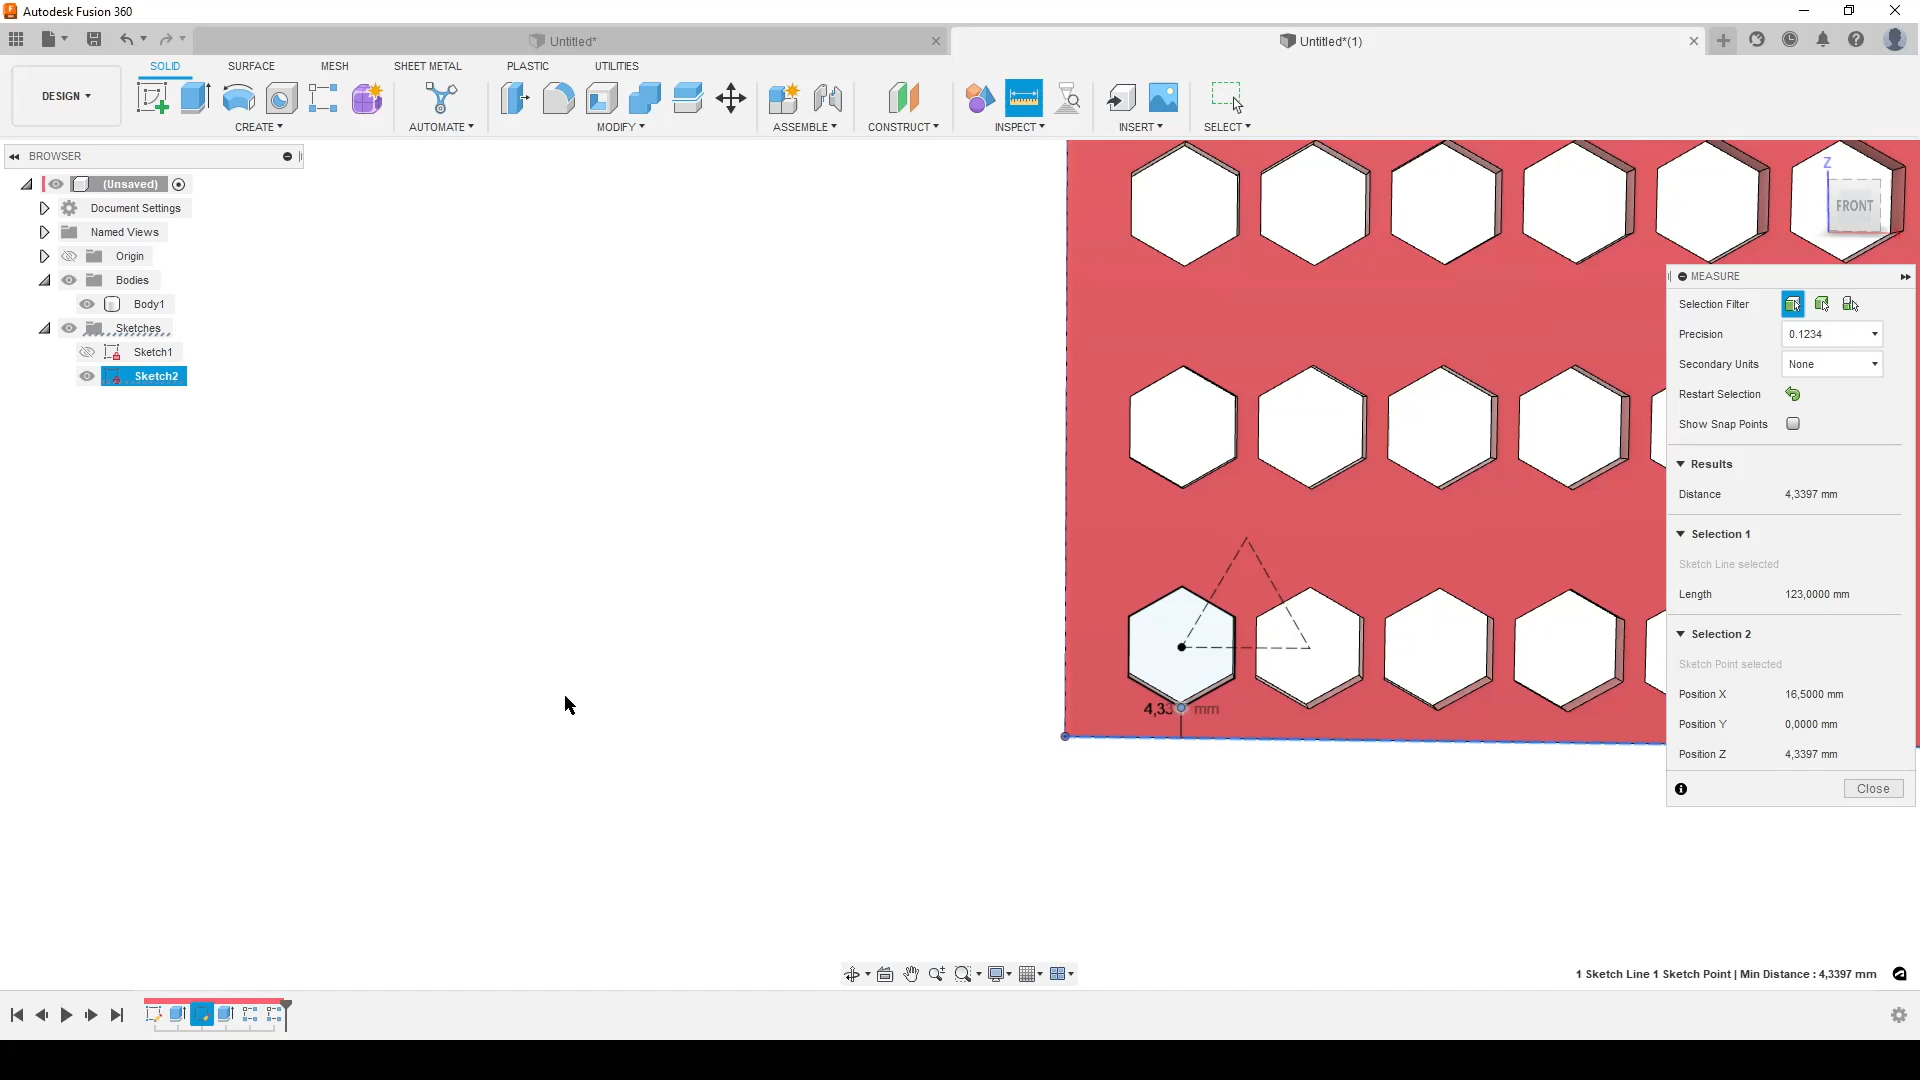 Autodesk Fusion 360
Untitled*
Untitled*(1)
SOLID
SURFACE
MESH
SHEET METAL
PLASTIC
UTILITIES
DESIGN
CREATE
AUTOMATE
MODIFY
ASSEMBLE
CONSTRUCT
INSPECT
INSERT
SELECT
BROWSER
(Unsaved)
Document Settings
Named Views
Origin
Bodies
Body1
Sketches
Sketch1
Sketch2
Z
FRONT
MEASURE
Selection Filter
Precision 0.1234
Secondary Units None
Restart Selection
Show Snap Points
Results
Distance 4,3397 mm
Selection 1
Sketch Line selected
Length 123,0000 mm
Selection 2
Sketch Point selected
Position X 16,5000 mm
Position Y 0,0000 mm
Position Z 4,3397 mm
Close
4,33 mm
1 Sketch Line 1 Sketch Point | Min Distance : 4,3397 mm